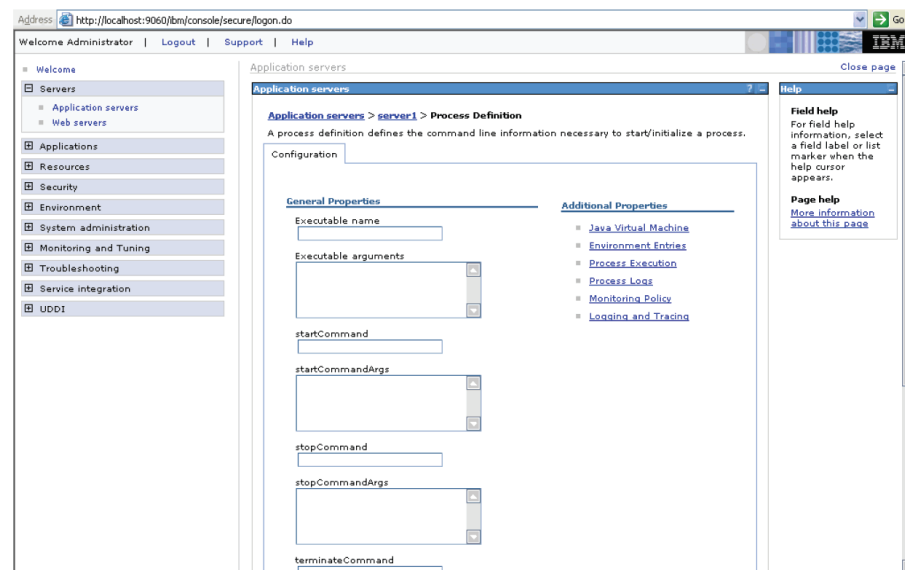 Address http://localhost:9060/ibm/console/secure/logon.do Go
Welcome Administrator | Logout | Support | Help IBM
Welcome
Servers
Application servers
Web servers
Applications
Resources
Security
Environment
System administration
Monitoring and Tuning
Troubleshooting
Service integration
UDDI
Application servers Close page
Application servers ? -
Application servers > server1 > Process Definition
A process definition defines the command line information necessary to start/initialize a process.
Configuration
General Properties
Executable name
Executable arguments
startCommand
startCommandArgs
stopCommand
stopCommandArgs
terminateCommand
Additional Properties
Java Virtual Machine
Environment Entries
Process Execution
Process Logs
Monitoring Policy
Logging and Tracing
Help -
Field help
For field help
information, select
a field label or list
marker when the
help cursor
appears.
Page help
More information
about this page